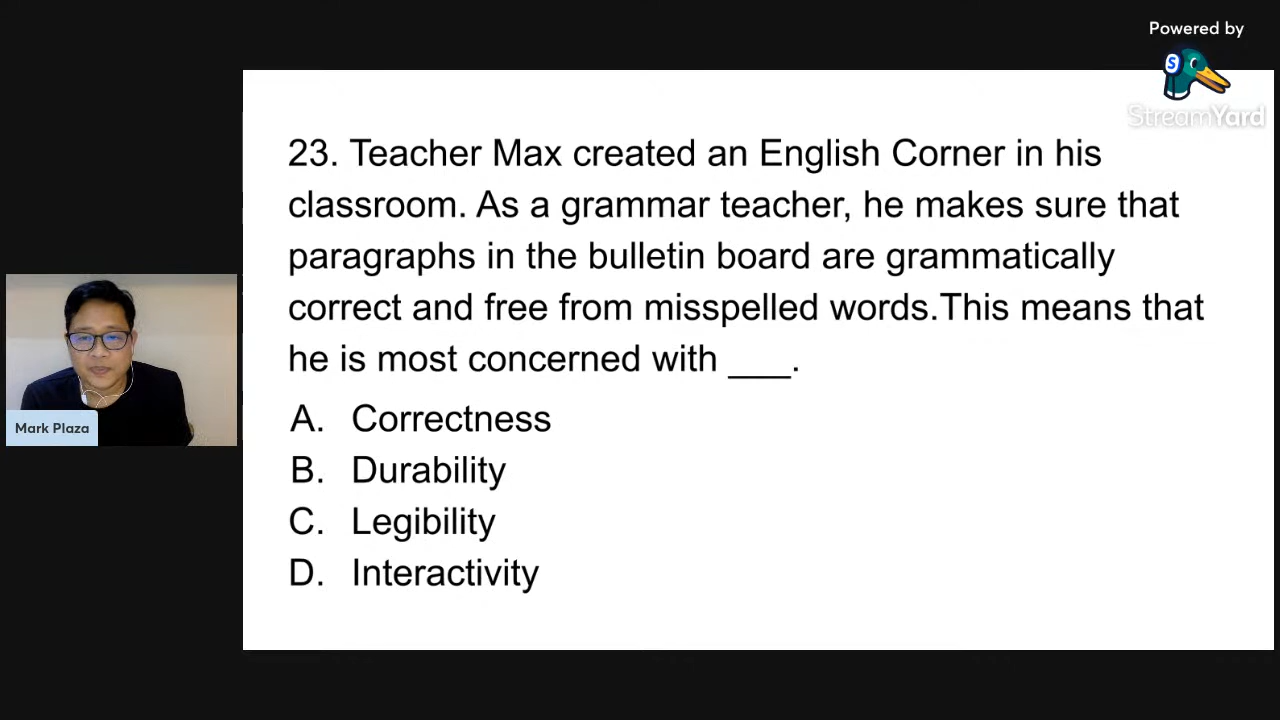 Powered by
StreamYard
23. Teacher Max created an English Corner in his
classroom. As a grammar teacher, he makes sure that
paragraphs in the bulletin board are grammatically
correct and free from misspelled words.This means that
he is most concerned with ___.
A. Correctness
B. Durability
C. Legibility
D. Interactivity
Mark Plaza